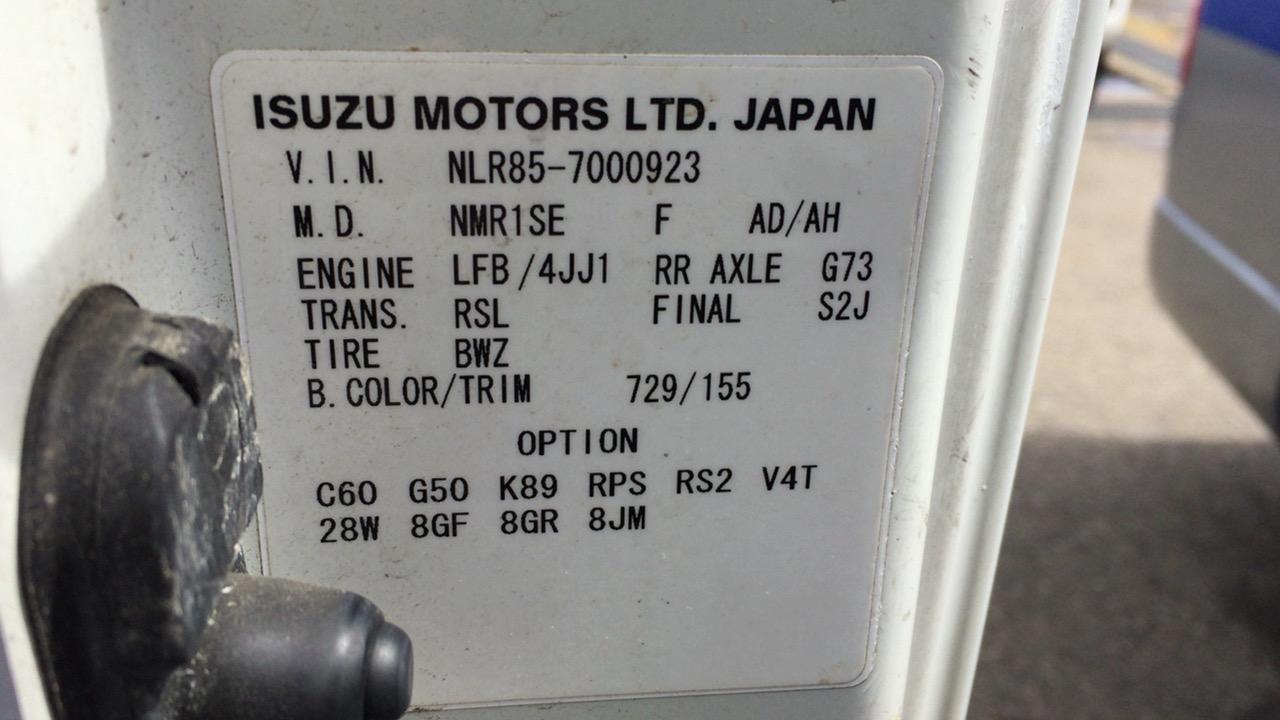 ISUZU MOTORS LTD. JAPAN
V.I.N. NLR85-7000923
M.D. NMR1SE F AD/AH
ENGINE LFB/4JJ1 RR AXLE G73
TRANS. RSL FINAL S2J
TIRE BWZ
B.COLOR/TRIM 729/155
OPTION
C60 G50 K89 RPS RS2 V4T
28W 8GF 8GR 8JM